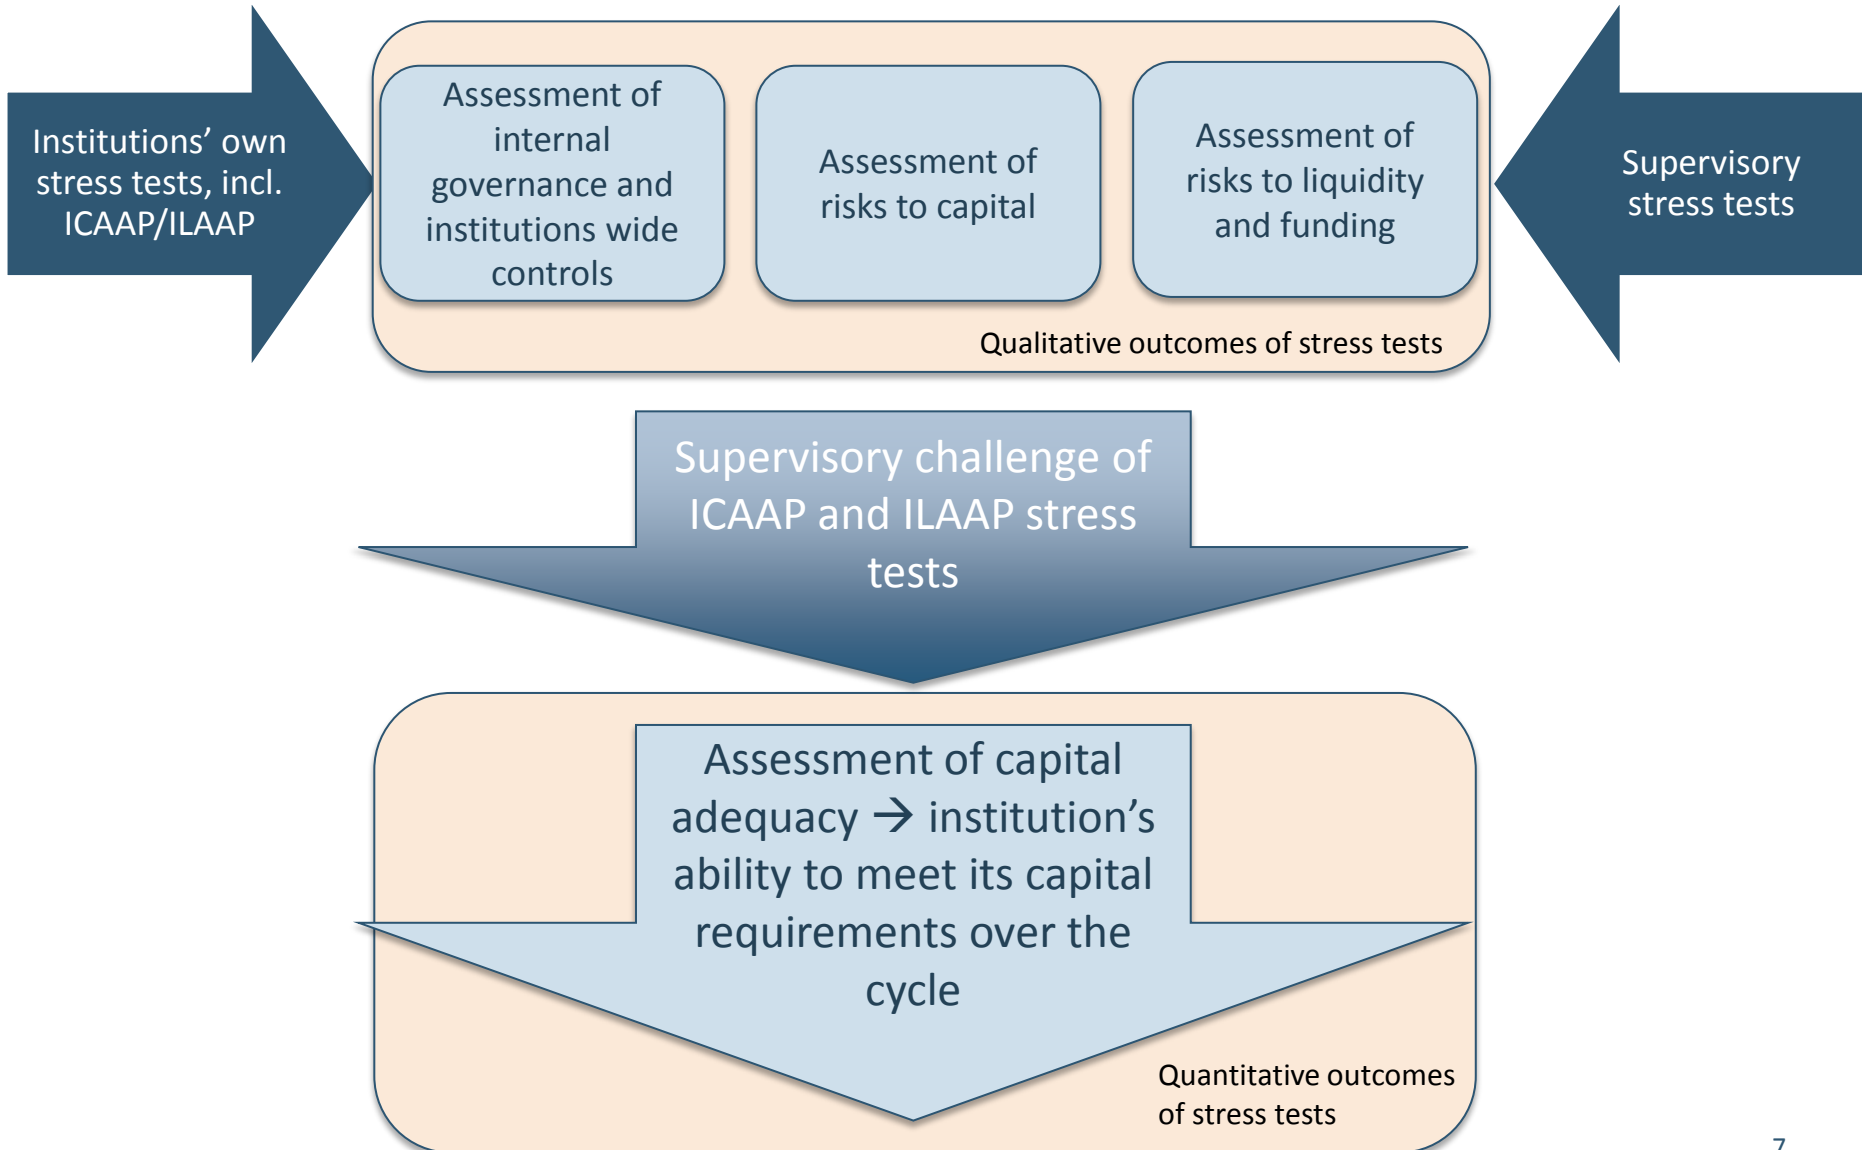 Institutions’ own
stress tests, incl.
ICAAP/ILAAP
Assessment of
internal
governance and
institutions wide
controls
Assessment of
risks to capital
Assessment of
risks to liquidity
and funding
Qualitative outcomes of stress tests
Supervisory
stress tests
Supervisory challenge of
ICAAP and ILAAP stress
tests
Assessment of capital
adequacy → institution’s
ability to meet its capital
requirements over the
cycle
Quantitative outcomes
of stress tests
7